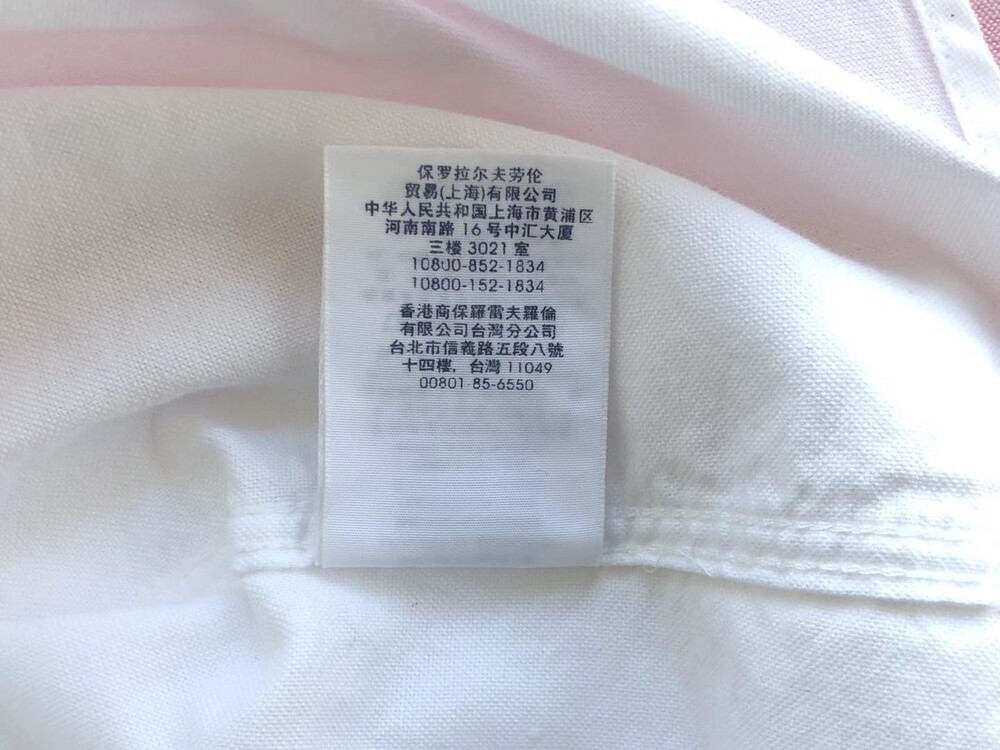 保罗拉尔夫劳伦
贸易(上海)有限公司
中华人民共和国上海市黄浦区
河南南路 16 号中汇大厦
三楼 3021 室
10800-852-1834
10800-152-1834
香港商保羅雷夫羅倫
有限公司台灣分公司
台北市信義路五段八號
十四樓, 台灣 11049
00801-85-6550